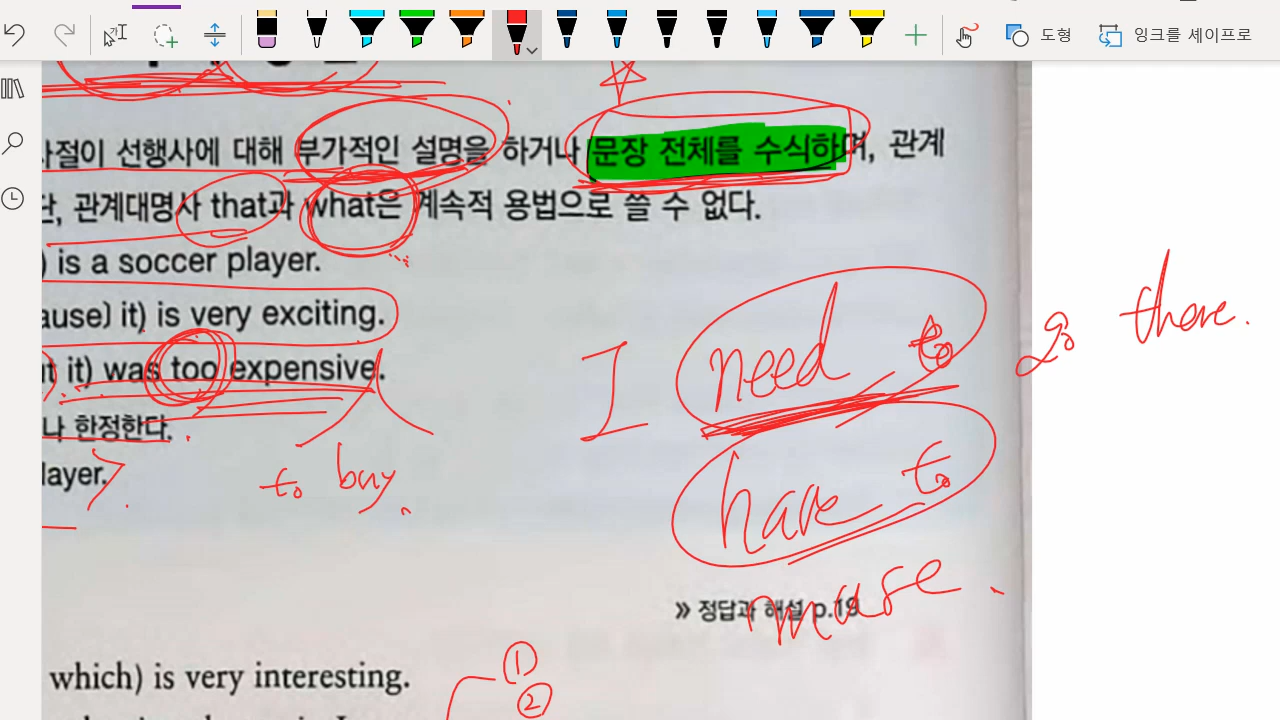 도형 잉크를 셰이프로
사절이 선행사에 대해 부가적인 설명을 하거나 문장 전체를 수식하며, 관계
단, 관계대명사 that과 what은 계속적 용법으로 쓸 수 없다.
) is a soccer player.
ause) it) is very exciting.
it) was too expensive.
나 한정한다.
layer.
to buy.
I need to go there.
have to
» 정답과 해설 p.19
which) is very interesting.
①
②